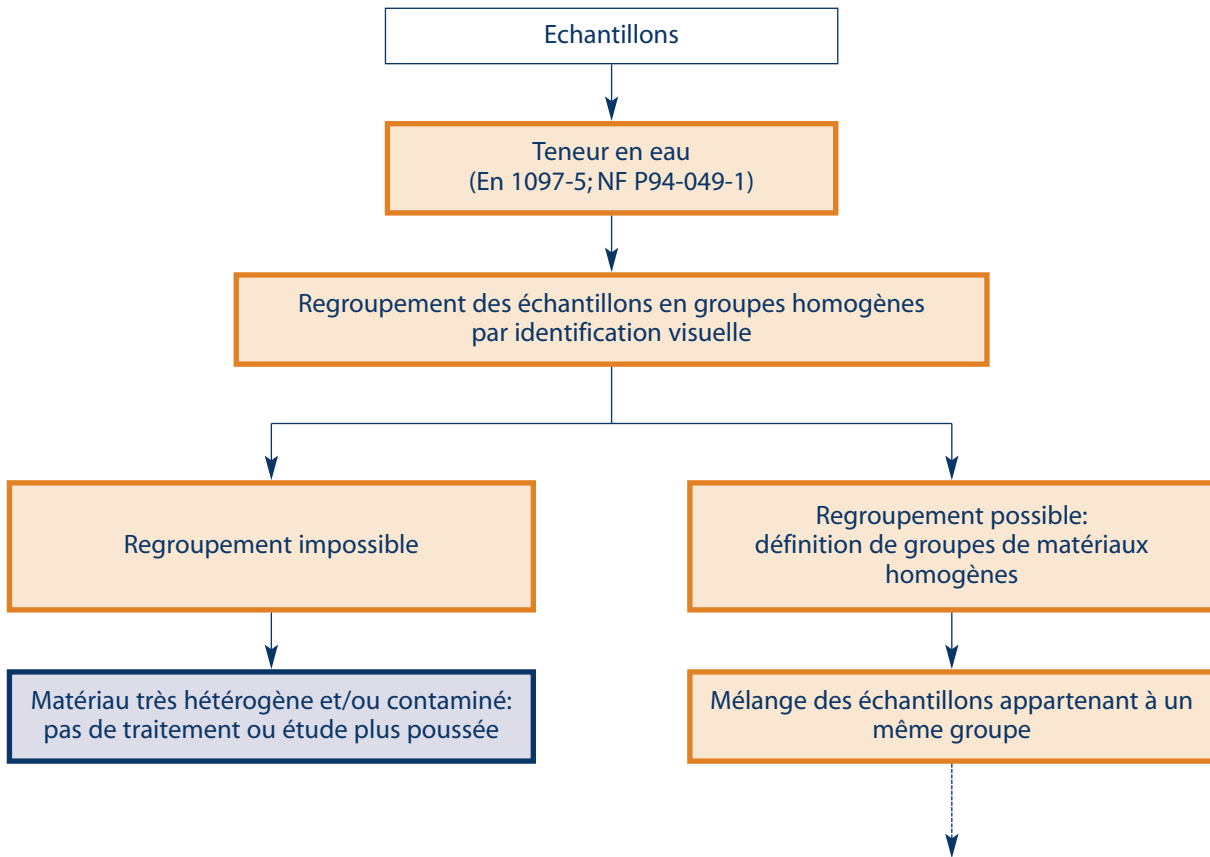 Echantillons
Teneur en eau
(En 1097-5; NF P94-049-1)
Regroupement des échantillons en groupes homogènes
par identification visuelle
Regroupement impossible
Regroupement possible:
définition de groupes de matériaux
homogènes
Matériau très hétérogène et/ou contaminé:
pas de traitement ou étude plus poussée
Mélange des échantillons appartenant à un
même groupe